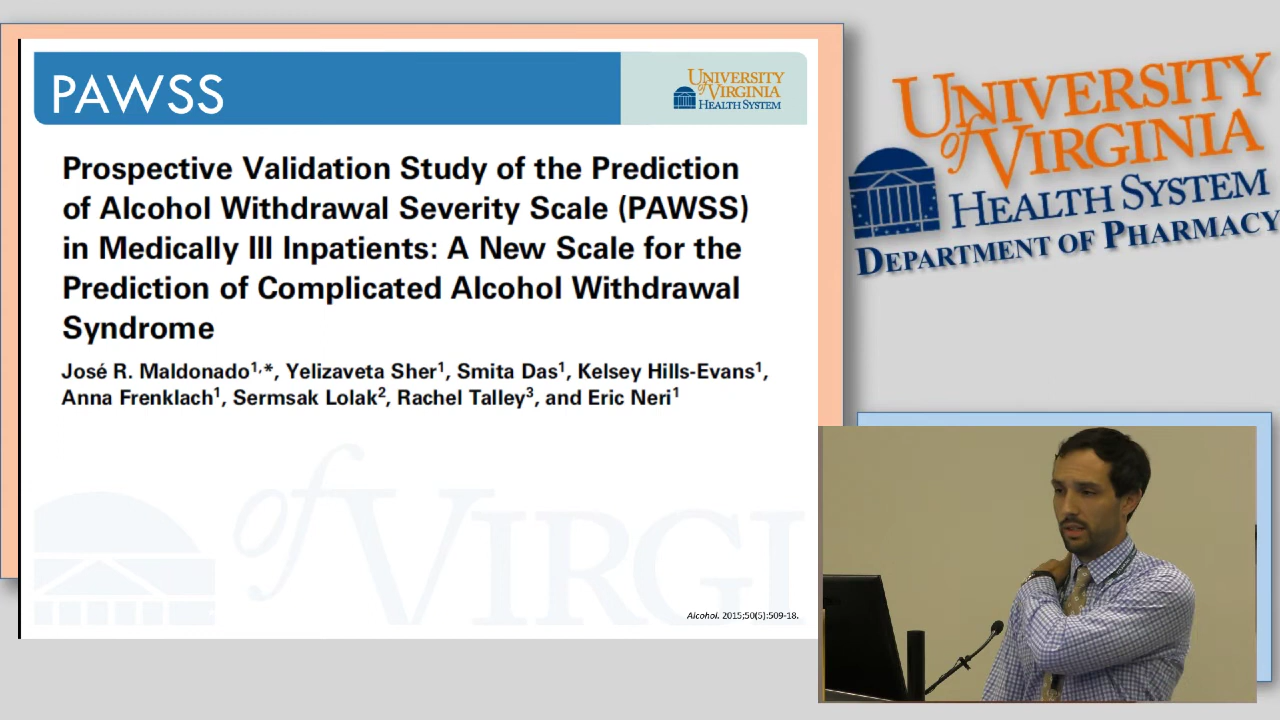 PAWSS
UNIVERSITY
of VIRGINIA
HEALTH SYSTEM
Prospective Validation Study of the Prediction
of Alcohol Withdrawal Severity Scale (PAWSS)
in Medically Ill Inpatients: A New Scale for the
Prediction of Complicated Alcohol Withdrawal
Syndrome
José R. Maldonado1,*, Yelizaveta Sher1, Smita Das1, Kelsey Hills-Evans1,
Anna Frenklach1, Sermsak Lolak2, Rachel Talley3, and Eric Neri1
of VIRGI
Alcohol. 2015;50(5):509-18.
UNIVERSITY
of VIRGINIA
HEALTH SYSTEM
DEPARTMENT OF PHARMACY